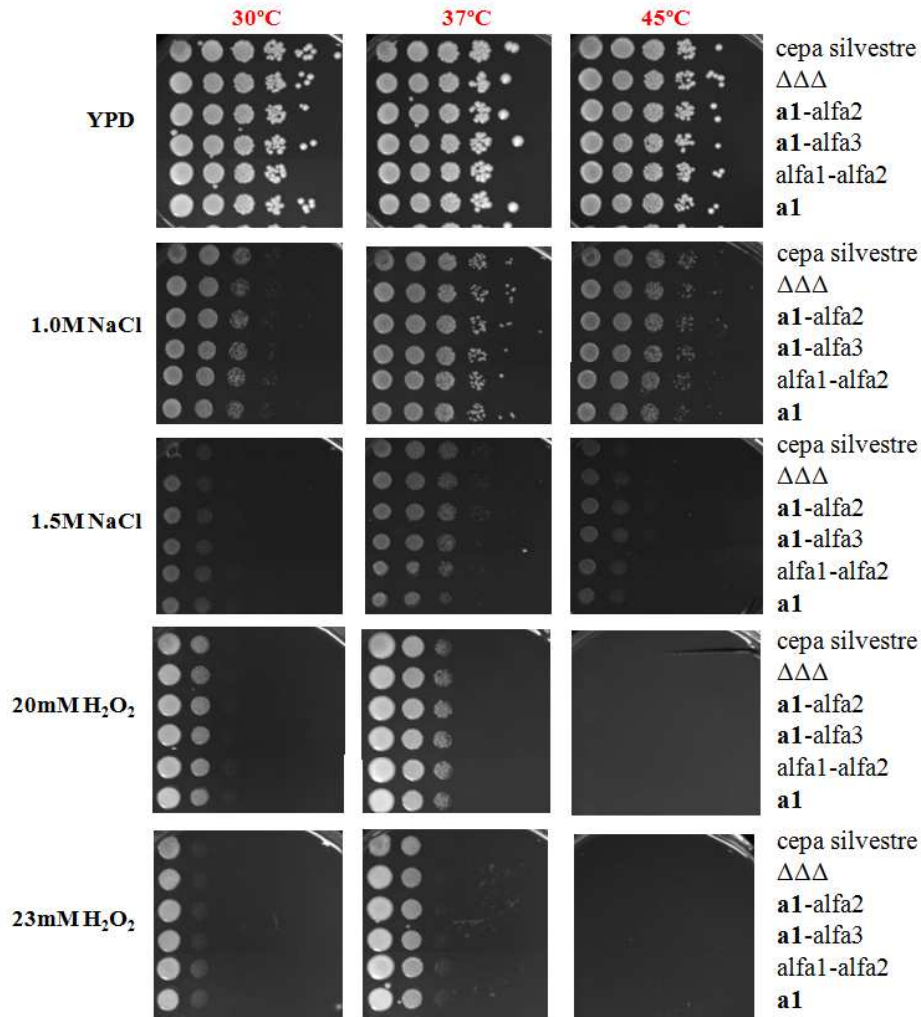 30ºC 37ºC 45ºC
YPD
cepa silvestre
ΔΔΔ
a1-alfa2
a1-alfa3
alfa1-alfa2
a1
1.0M NaCl
cepa silvestre
ΔΔΔ
a1-alfa2
a1-alfa3
alfa1-alfa2
a1
1.5M NaCl
cepa silvestre
ΔΔΔ
a1-alfa2
a1-alfa3
alfa1-alfa2
a1
20mM H₂O₂
cepa silvestre
ΔΔΔ
a1-alfa2
a1-alfa3
alfa1-alfa2
a1
23mM H₂O₂
cepa silvestre
ΔΔΔ
a1-alfa2
a1-alfa3
alfa1-alfa2
a1